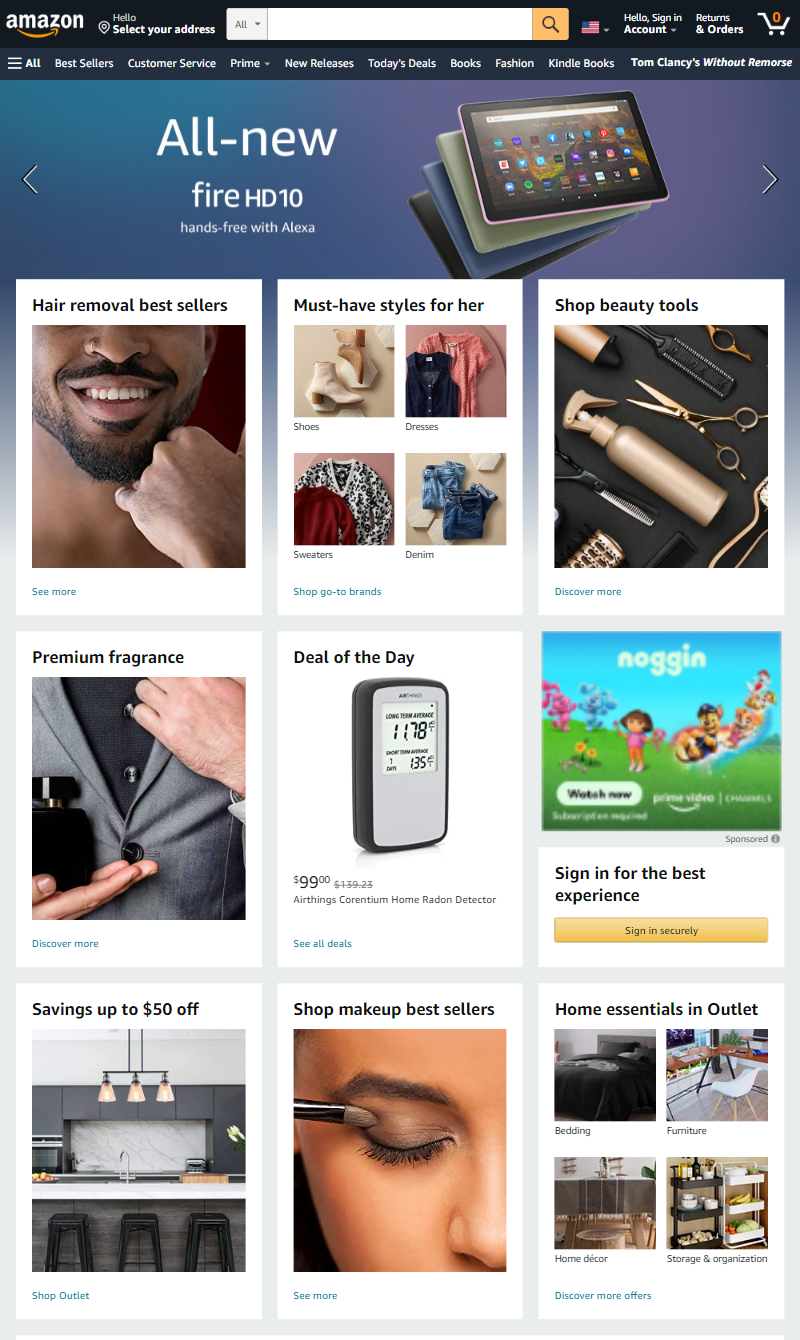 amazon
Hello
Select your address
All
Hello, Sign in
Account
Returns
& Orders
0
All
Best Sellers
Customer Service
Prime
New Releases
Today's Deals
Books
Fashion
Kindle Books
Tom Clancy's Without Remorse
All-new
fire HD 10
hands-free with Alexa
Hair removal best sellers
See more
Must-have styles for her
Shoes
Dresses
Sweaters
Denim
Shop go-to brands
Shop beauty tools
Discover more
Premium fragrance
Discover more
Deal of the Day
AIRTHINGS
LONG TERM AVERAGE
11.78
SHORT TERM AVERAGE
7
DAYS
1.35
$99.00 $139.23
Airthings Corentium Home Radon Detector
See all deals
noggin
Watch now
prime video | CHANNELS
Subscription required
Sponsored
Sign in for the best
experience
Sign in securely
Savings up to $50 off
Shop Outlet
Shop makeup best sellers
See more
Home essentials in Outlet
Bedding
Furniture
Home décor
Storage & organization
Discover more offers